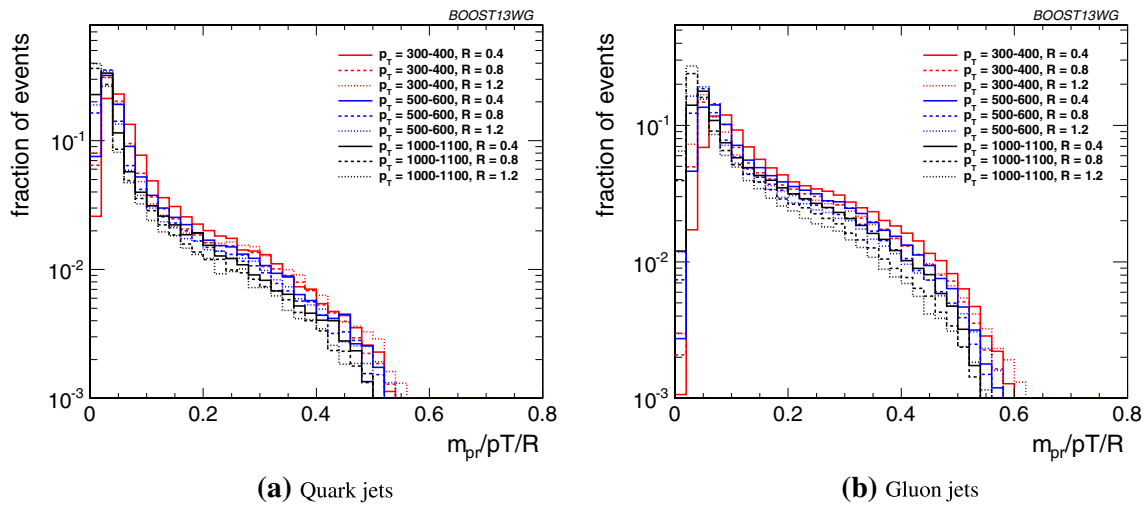 BOOST13WG
fraction of events
p_T = 300-400, R = 0.4
p_T = 300-400, R = 0.8
p_T = 300-400, R = 1.2
p_T = 500-600, R = 0.4
p_T = 500-600, R = 0.8
p_T = 500-600, R = 1.2
p_T = 1000-1100, R = 0.4
p_T = 1000-1100, R = 0.8
p_T = 1000-1100, R = 1.2
10^-1
10^-2
10^-3
0 0.2 0.4 0.6 0.8
m_pr/pT/R
(a) Quark jets
BOOST13WG
fraction of events
p_T = 300-400, R = 0.4
p_T = 300-400, R = 0.8
p_T = 300-400, R = 1.2
p_T = 500-600, R = 0.4
p_T = 500-600, R = 0.8
p_T = 500-600, R = 1.2
p_T = 1000-1100, R = 0.4
p_T = 1000-1100, R = 0.8
p_T = 1000-1100, R = 1.2
10^-1
10^-2
10^-3
0 0.2 0.4 0.6 0.8
m_pr/pT/R
(b) Gluon jets